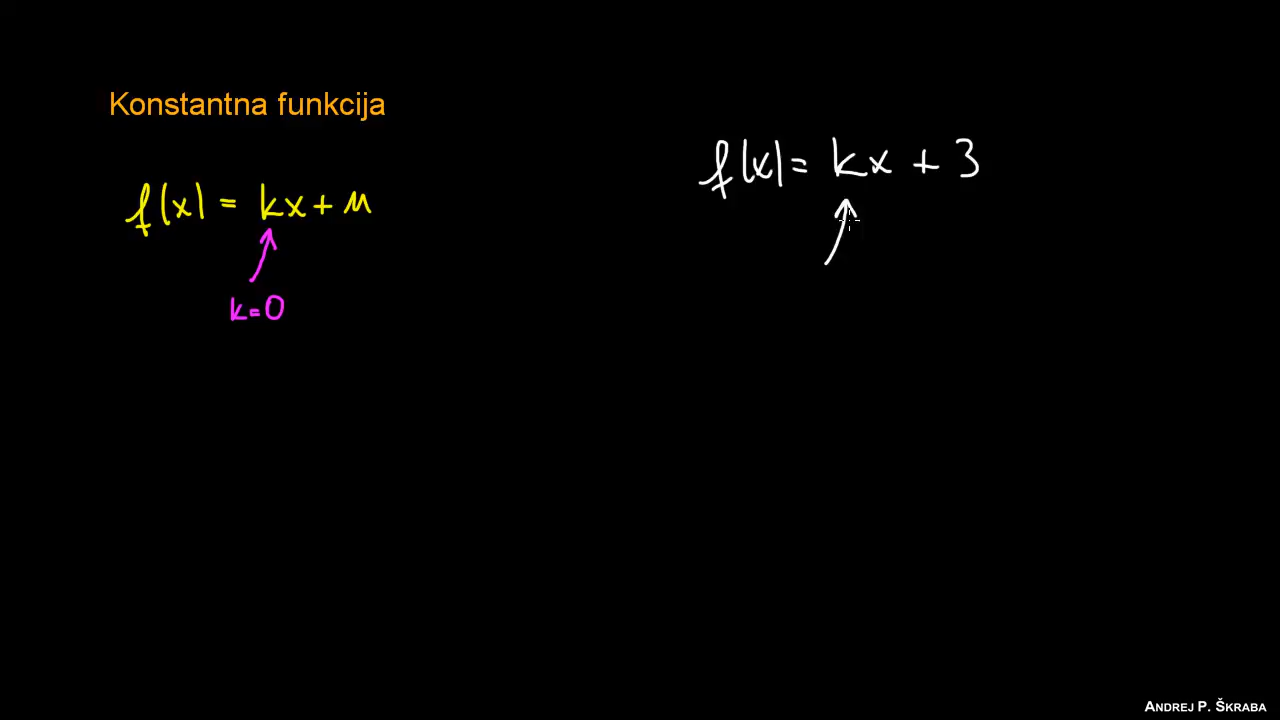 Konstantna funkcija
f(x) = kx + n
k=0
f(x) = kx + 3
ANDREJ P. ŠKRABA